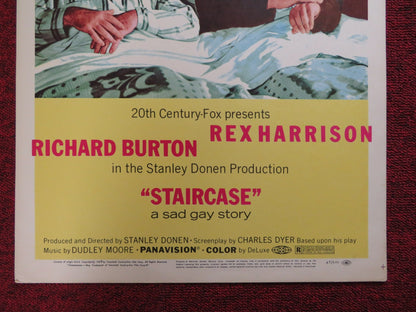 20th Century-Fox presents
REX HARRISON
RICHARD BURTON
in the Stanley Donen Production
"STAIRCASE"
a sad gay story
Produced and Directed by STANLEY DONEN • Screenplay by CHARLES DYER Based upon his play
Music by DUDLEY MOORE • PANAVISION® • COLOR by DeLuxe